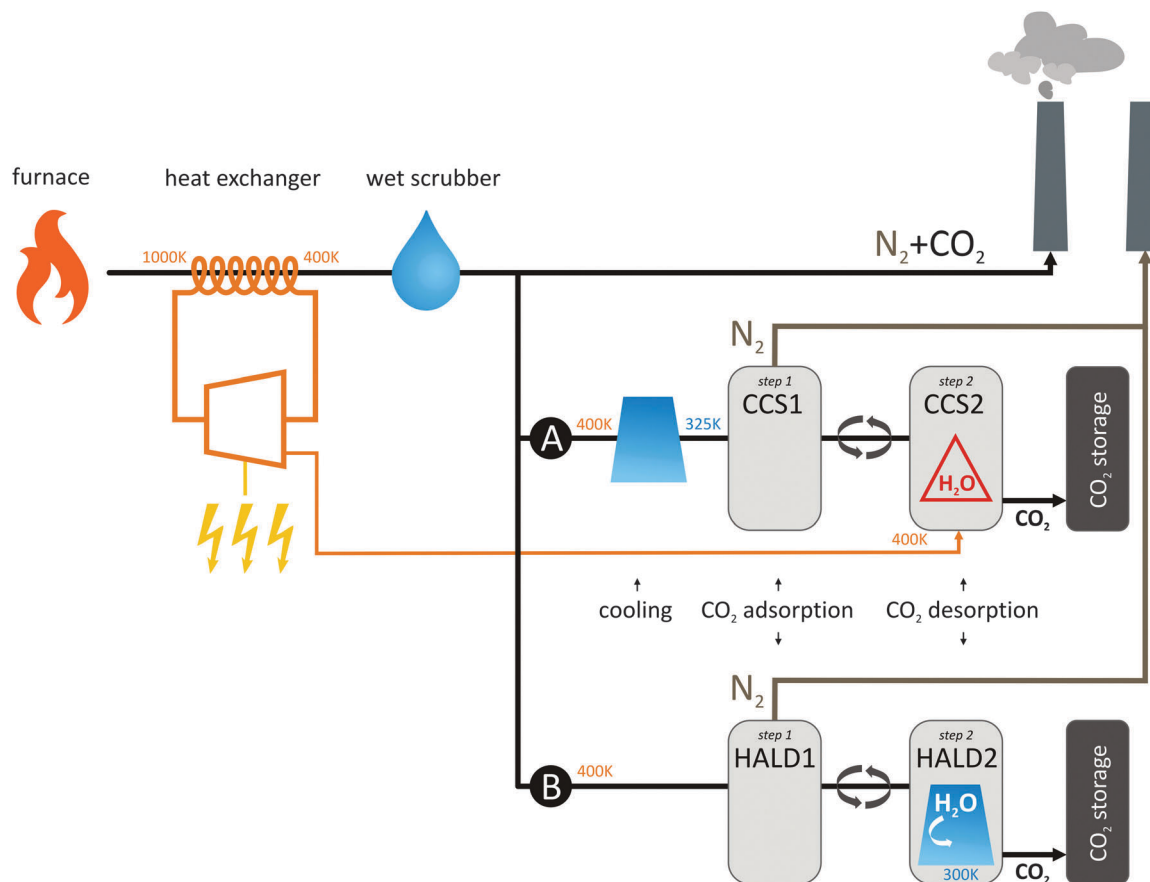 furnace
heat exchanger
wet scrubber
1000K
400K
N₂+CO₂
N₂
step 1
CCS1
step 2
CCS2
A
400K
325K
H₂O
CO₂
CO₂ storage
400K
cooling
CO₂ adsorption
CO₂ desorption
N₂
step 1
HALD1
step 2
HALD2
B
400K
H₂O
300K
CO₂
CO₂ storage